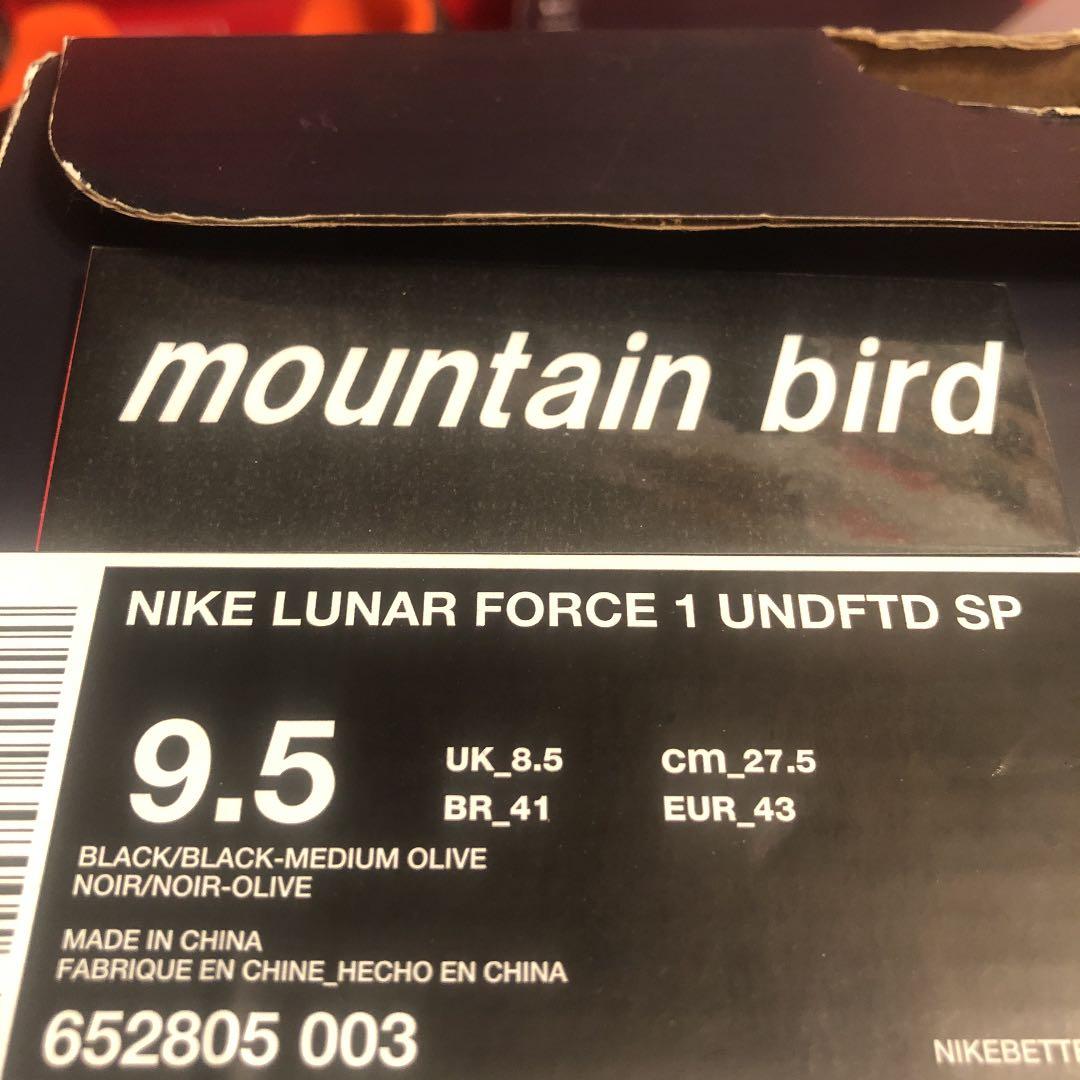 mountain bird
NIKE LUNAR FORCE 1 UNDFTD SP
9.5
UK_8.5 cm_27.5
BR_41 EUR_43
BLACK/BLACK-MEDIUM OLIVE
NOIR/NOIR-OLIVE
MADE IN CHINA
FABRIQUE EN CHINE_HECHO EN CHINA
652805 003